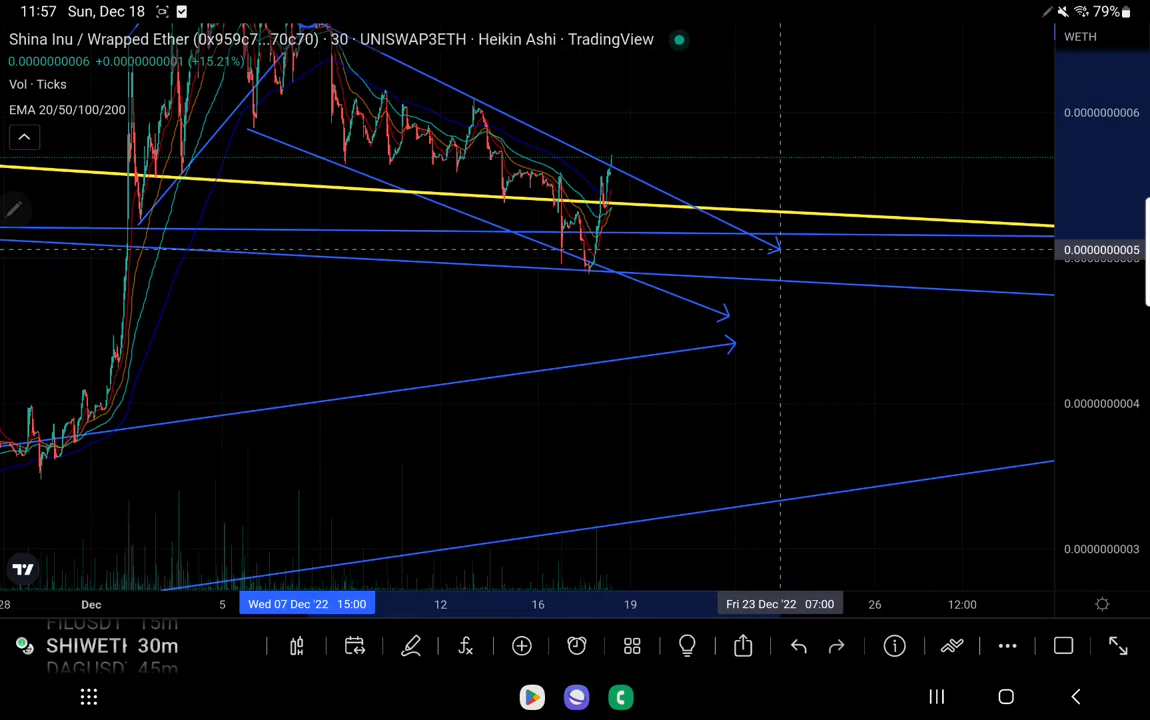 11:57 Sun, Dec 18 79%
Shina Inu / Wrapped Ether (0x959c7...70c70) · 30 · UNISWAP3ETH · Heikin Ashi · TradingView
WETH
0.0000000006 +0.0000000001 (+15.21%)
Vol · Ticks
EMA 20/50/100/200
0.0000000006
0.0000000005
0.0000000004
0.0000000003
28 Dec 5 Wed 07 Dec '22 15:00 12 16 19 Fri 23 Dec '22 07:00 26 12:00
FILUSDT 15m
SHIWETH 30m
DAGUSDT 45m